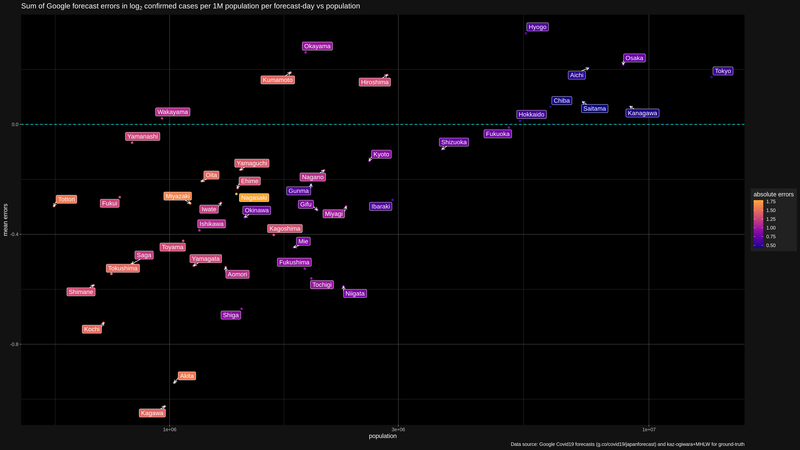 Sum of Google forecast errors in log2 confirmed cases per 1M population per forecast-day vs population
Hyogo
Okayama
Osaka
Tokyo
Aichi
Kumamoto
Hiroshima
Chiba
Saitama
Kanagawa
Wakayama
Hokkaido
0.0
Fukuoka
Yamanashi
Shizuoka
Kyoto
Yamaguchi
Oita
Nagano
Ehime
Gunma
Tottori
Miyazaki
Nagasaki
Fukui
Gifu
Ibaraki
Iwate
Okinawa
Miyagi
Ishikawa
Kagoshima
-0.4
Mie
Toyama
Saga
Yamagata
Fukushima
Tokushima
Aomori
Tochigi
Shimane
Niigata
Shiga
Kochi
-0.8
Akita
Kagawa
mean errors
1e+06
3e+06
1e+07
population
absolute errors
1.75
1.50
1.25
1.00
0.75
0.50
Data source: Google Covid19 forecasts (g.co/covid19/japanforecast) and kaz-ogiwara+MHLW for ground-truth